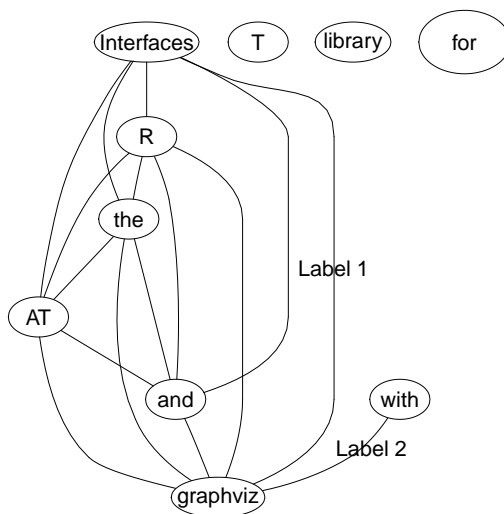 Interfaces T library for
R
the
Label 1
AT
and with
Label 2
graphviz